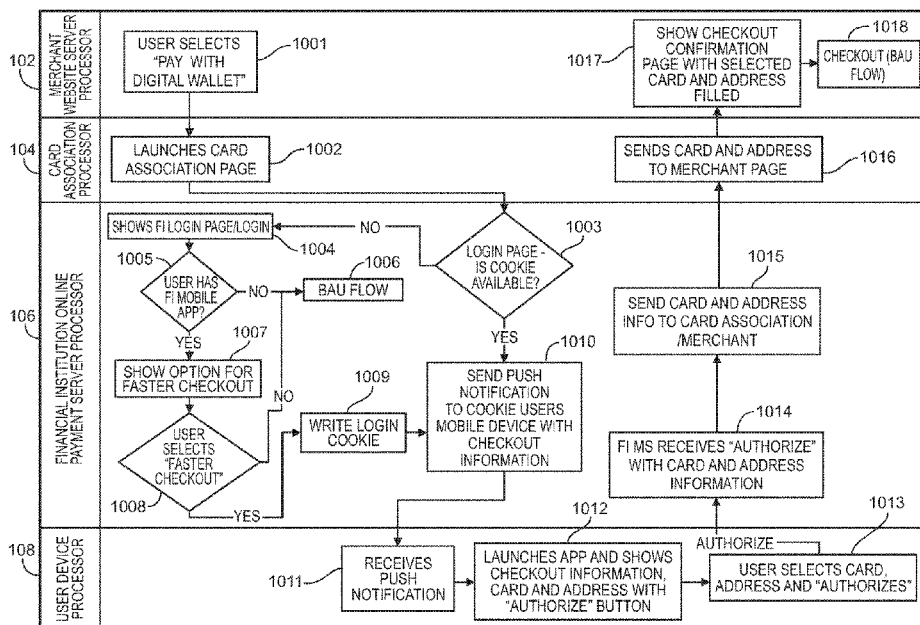 102
MERCHANT
WEBSITE SERVER
PROCESSOR
USER SELECTS
"PAY WITH
DIGITAL WALLET"
1001
1017
SHOW CHECKOUT
CONFIRMATION
PAGE WITH SELECTED
CARD AND ADDRESS
FILLED
1018
CHECKOUT (BAU
FLOW)
104
CARD
ASSOCIATION
PROCESSOR
LAUNCHES CARD
ASSOCIATION PAGE
1002
SENDS CARD AND ADDRESS
TO MERCHANT PAGE
1016
106
FINANCIAL INSTITUTION ONLINE
PAYMENT SERVER PROCESSOR
SHOWS FI LOGIN PAGE/LOGIN
1004
NO
LOGIN PAGE -
IS COOKIE
AVAILABLE?
1003
1005
USER HAS
FI MOBILE
APP?
NO
1006
BAU FLOW
YES
1007
SHOW OPTION FOR
FASTER CHECKOUT
NO
USER
SELECTS
"FASTER
CHECKOUT"
1008
YES
1009
WRITE LOGIN
COOKIE
YES
1010
SEND PUSH
NOTIFICATION
TO COOKIE USERS
MOBILE DEVICE WITH
CHECKOUT
INFORMATION
1015
SEND CARD AND ADDRESS
INFO TO CARD ASSOCIATION
/MERCHANT
1014
FI MS RECEIVES "AUTHORIZE"
WITH CARD AND ADDRESS
INFORMATION
108
USER DEVICE
PROCESSOR
1011
RECEIVES
PUSH
NOTIFICATION
1012
LAUNCHES APP AND SHOWS
CHECKOUT INFORMATION,
CARD AND ADDRESS WITH
"AUTHORIZE" BUTTON
AUTHORIZE
1013
USER SELECTS CARD,
ADDRESS AND "AUTHORIZES"